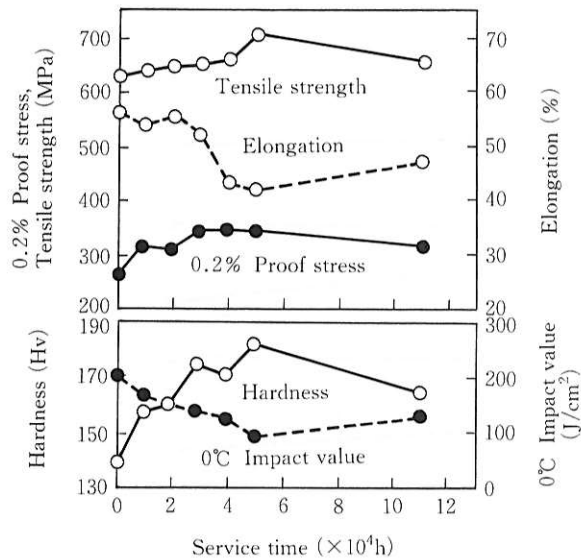 0.2% Proof stress,
Tensile strength (MPa)
700
600
500
400
300
200
Tensile strength
Elongation
0.2% Proof stress
70
60
50
40
30
20
Elongation (%)
Hardness (Hv)
190
170
150
130
Hardness
0℃ Impact value
300
200
100
0
0℃ Impact value
(J/cm²)
0 2 4 6 8 10 12
Service time (×10⁴h)